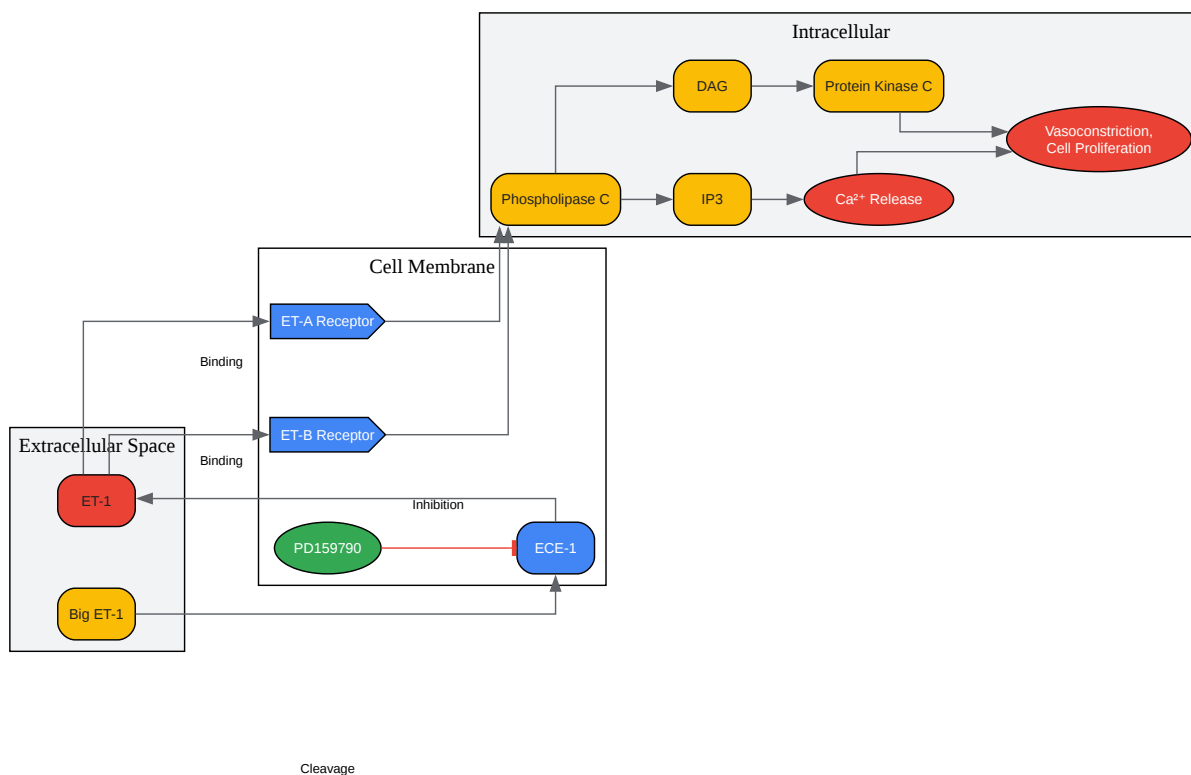 Intracellular
DAG
Protein Kinase C
Vasoconstriction,
Cell Proliferation
Phospholipase C
IP3
Ca²⁺ Release
Cell Membrane
ET-A Receptor
Binding
ET-B Receptor
Extracellular Space
Binding
ET-1
Inhibition
PD159790
ECE-1
Big ET-1
Cleavage